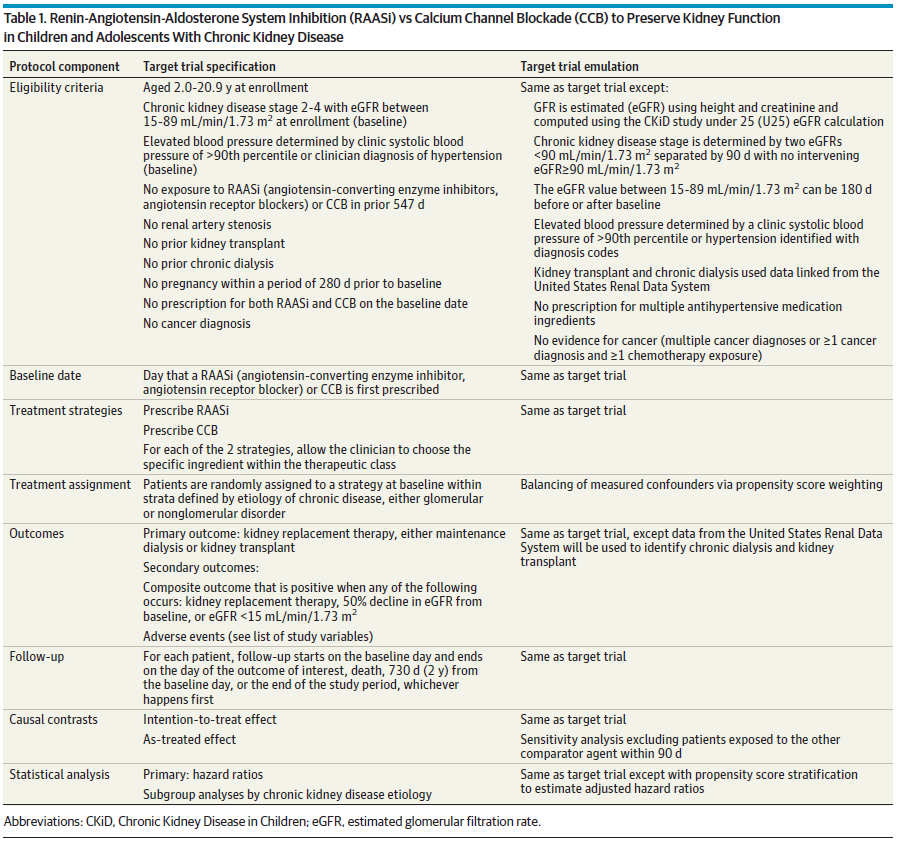 Table 1. Renin-Angiotensin-Aldosterone System Inhibition (RAASi) vs Calcium Channel Blockade (CCB) to Preserve Kidney Function
in Children and Adolescents With Chronic Kidney Disease
Protocol component
Target trial specification
Target trial emulation
Eligibility criteria
Aged 2.0-20.9 y at enrollment
Chronic kidney disease stage 2-4 with eGFR between
15-89 mL/min/1.73 m² at enrollment (baseline)
Elevated blood pressure determined by clinic systolic blood
pressure of >90th percentile or clinician diagnosis of hypertension
(baseline)
No exposure to RAASi (angiotensin-converting enzyme inhibitors,
angiotensin receptor blockers) or CCB in prior 547 d
No renal artery stenosis
No prior kidney transplant
No prior chronic dialysis
No pregnancy within a period of 280 d prior to baseline
No prescription for both RAASi and CCB on the baseline date
No cancer diagnosis
Same as target trial except:
GFR is estimated (eGFR) using height and creatinine and
computed using the CKiD study under 25 (U25) eGFR calculation
Chronic kidney disease stage is determined by two eGFRs
<90 mL/min/1.73 m² separated by 90 d with no intervening
eGFR≥90 mL/min/1.73 m²
The eGFR value between 15-89 mL/min/1.73 m² can be 180 d
before or after baseline
Elevated blood pressure determined by a clinic systolic blood
pressure of >90th percentile or hypertension identified with
diagnosis codes
Kidney transplant and chronic dialysis used data linked from the
United States Renal Data System
No prescription for multiple antihypertensive medication
ingredients
No evidence for cancer (multiple cancer diagnoses or ≥1 cancer
diagnosis and ≥1 chemotherapy exposure)
Baseline date
Day that a RAASi (angiotensin-converting enzyme inhibitor,
angiotensin receptor blocker) or CCB is first prescribed
Same as target trial
Treatment strategies
Prescribe RAASi
Prescribe CCB
For each of the 2 strategies, allow the clinician to choose the
specific ingredient within the therapeutic class
Same as target trial
Treatment assignment
Patients are randomly assigned to a strategy at baseline within
strata defined by etiology of chronic disease, either glomerular
or nonglomerular disorder
Balancing of measured confounders via propensity score weighting
Outcomes
Primary outcome: kidney replacement therapy, either maintenance
dialysis or kidney transplant
Secondary outcomes:
Composite outcome that is positive when any of the following
occurs: kidney replacement therapy, 50% decline in eGFR from
baseline, or eGFR <15 mL/min/1.73 m²
Adverse events (see list of study variables)
Same as target trial, except data from the United States Renal Data
System will be used to identify chronic dialysis and kidney
transplant
Follow-up
For each patient, follow-up starts on the baseline day and ends
on the day of the outcome of interest, death, 730 d (2 y) from
the baseline day, or the end of the study period, whichever
happens first
Same as target trial
Causal contrasts
Intention-to-treat effect
As-treated effect
Same as target trial
Sensitivity analysis excluding patients exposed to the other
comparator agent within 90 d
Statistical analysis
Primary: hazard ratios
Subgroup analyses by chronic kidney disease etiology
Same as target trial except with propensity score stratification
to estimate adjusted hazard ratios
Abbreviations: CKiD, Chronic Kidney Disease in Children; eGFR, estimated glomerular filtration rate.